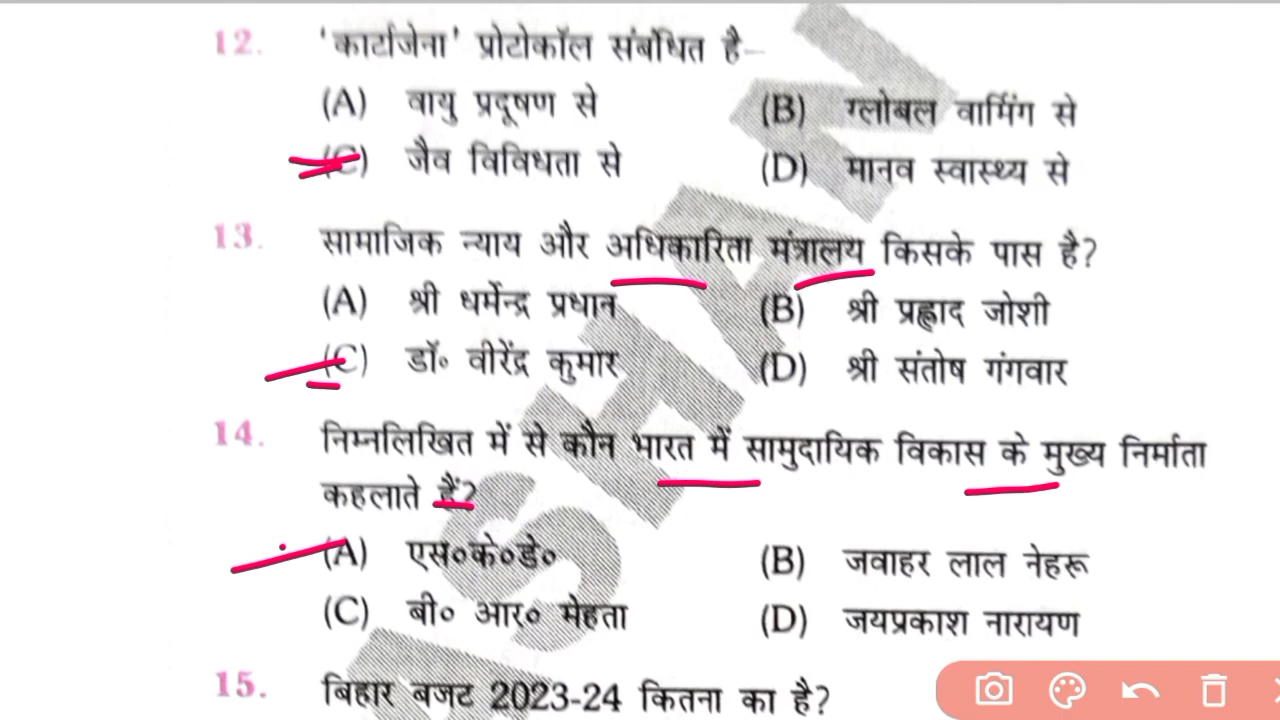 12. 'कार्टाजेना' प्रोटोकॉल संबंधित है–
(A) वायु प्रदूषण से (B) ग्लोबल वार्मिंग से
(C) जैव विविधता से (D) मानव स्वास्थ्य से
13. सामाजिक न्याय और अधिकारिता मंत्रालय किसके पास है?
(A) श्री धर्मेन्द्र प्रधान (B) श्री प्रह्लाद जोशी
(C) डॉ० वीरेंद्र कुमार (D) श्री संतोष गंगवार
14. निम्नलिखित में से कौन भारत में सामुदायिक विकास के मुख्य निर्माता
कहलाते हैं?
(A) एस०के०डे० (B) जवाहर लाल नेहरू
(C) बी० आर० मेहता (D) जयप्रकाश नारायण
15. बिहार बजट 2023-24 कितना का है?